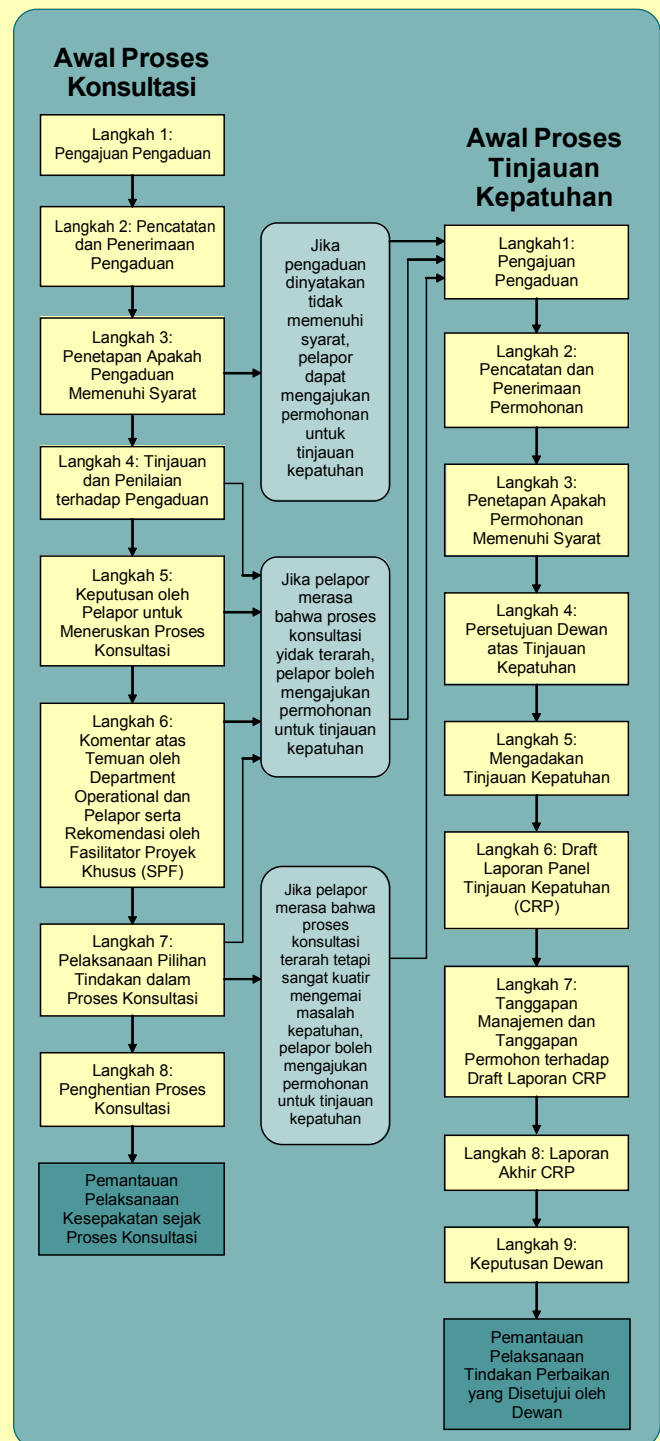 Awal Proses
Konsultasi
Langkah 1:
Pengajuan Pengaduan
Langkah 2: Pencatatan
dan Penerimaan
Pengaduan
Langkah 3:
Penetapan Apakah
Pengaduan
Memenuhi Syarat
Langkah 4: Tinjauan
dan Penilaian
terhadap Pengaduan
Langkah 5:
Keputusan oleh
Pelapor untuk
Meneruskan Proses
Konsultasi
Langkah 6:
Komentar atas
Temuan oleh
Department
Operational dan
Pelapor serta
Rekomendasi oleh
Fasilitator Proyek
Khusus (SPF)
Langkah 7:
Pelaksanaan Pilihan
Tindakan dalam
Proses Konsultasi
Langkah 8:
Penghentian Proses
Konsultasi
Pemantauan
Pelaksanaan
Kesepakatan sejak
Proses Konsultasi
Jika
pengaduan
dinyatakan
tidak
memenuhi
syarat,
pelapor
dapat
mengajukan
permohonan
untuk
tinjauan
kepatuhan
Jika pelapor
merasa
bahwa proses
konsultasi
yidak terarah,
pelapor boleh
mengajukan
permohonan
untuk tinjauan
kepatuhan
Jika pelapor
merasa bahwa
proses
konsultasi
terarah tetapi
sangat kuatir
mengemai
masalah
kepatuhan,
pelapor boleh
mengajukan
permohonan
untuk tinjauan
kepatuhan
Awal Proses
Tinjauan
Kepatuhan
Langkah1:
Pengajuan
Pengaduan
Langkah 2:
Pencatatan dan
Penerimaan
Permohonan
Langkah 3:
Penetapan Apakah
Permohonan
Memenuhi Syarat
Langkah 4:
Persetujuan Dewan
atas Tinjauan
Kepatuhan
Langkah 5:
Mengadakan
Tinjauan Kepatuhan
Langkah 6: Draft
Laporan Panel
Tinjauan Kepatuhan
(CRP)
Langkah 7:
Tanggapan
Manajemen dan
Tanggapan
Permohon terhadap
Draft Laporan CRP
Langkah 8: Laporan
Akhir CRP
Langkah 9:
Keputusan Dewan
Pemantauan
Pelaksanaan
Tindakan Perbaikan
yang Disetujui oleh
Dewan